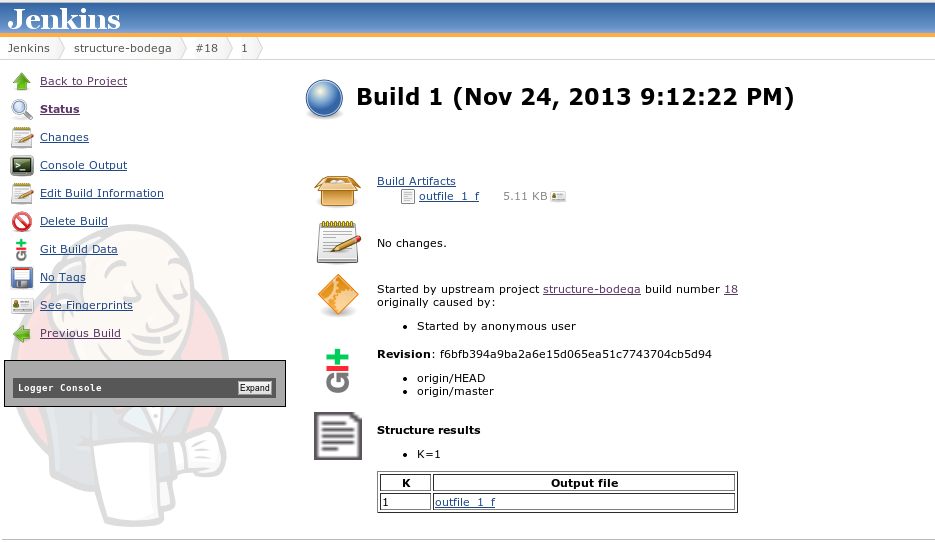 Jenkins
Jenkins structure-bodega #18 1
Back to Project
Status
Changes
Console Output
Edit Build Information
Delete Build
Git Build Data
No Tags
See Fingerprints
Previous Build
Logger Console Expand
Build 1 (Nov 24, 2013 9:12:22 PM)
Build Artifacts
outfile_1_f 5.11 KB
No changes.
Started by upstream project structure-bodega build number 18
originally caused by:
• Started by anonymous user
git
Revision: f6bfb394a9ba2a6e15d065ea51c7743704cb5d94
• origin/HEAD
• origin/master
Structure results
• K=1
K Output file
1 outfile_1_f